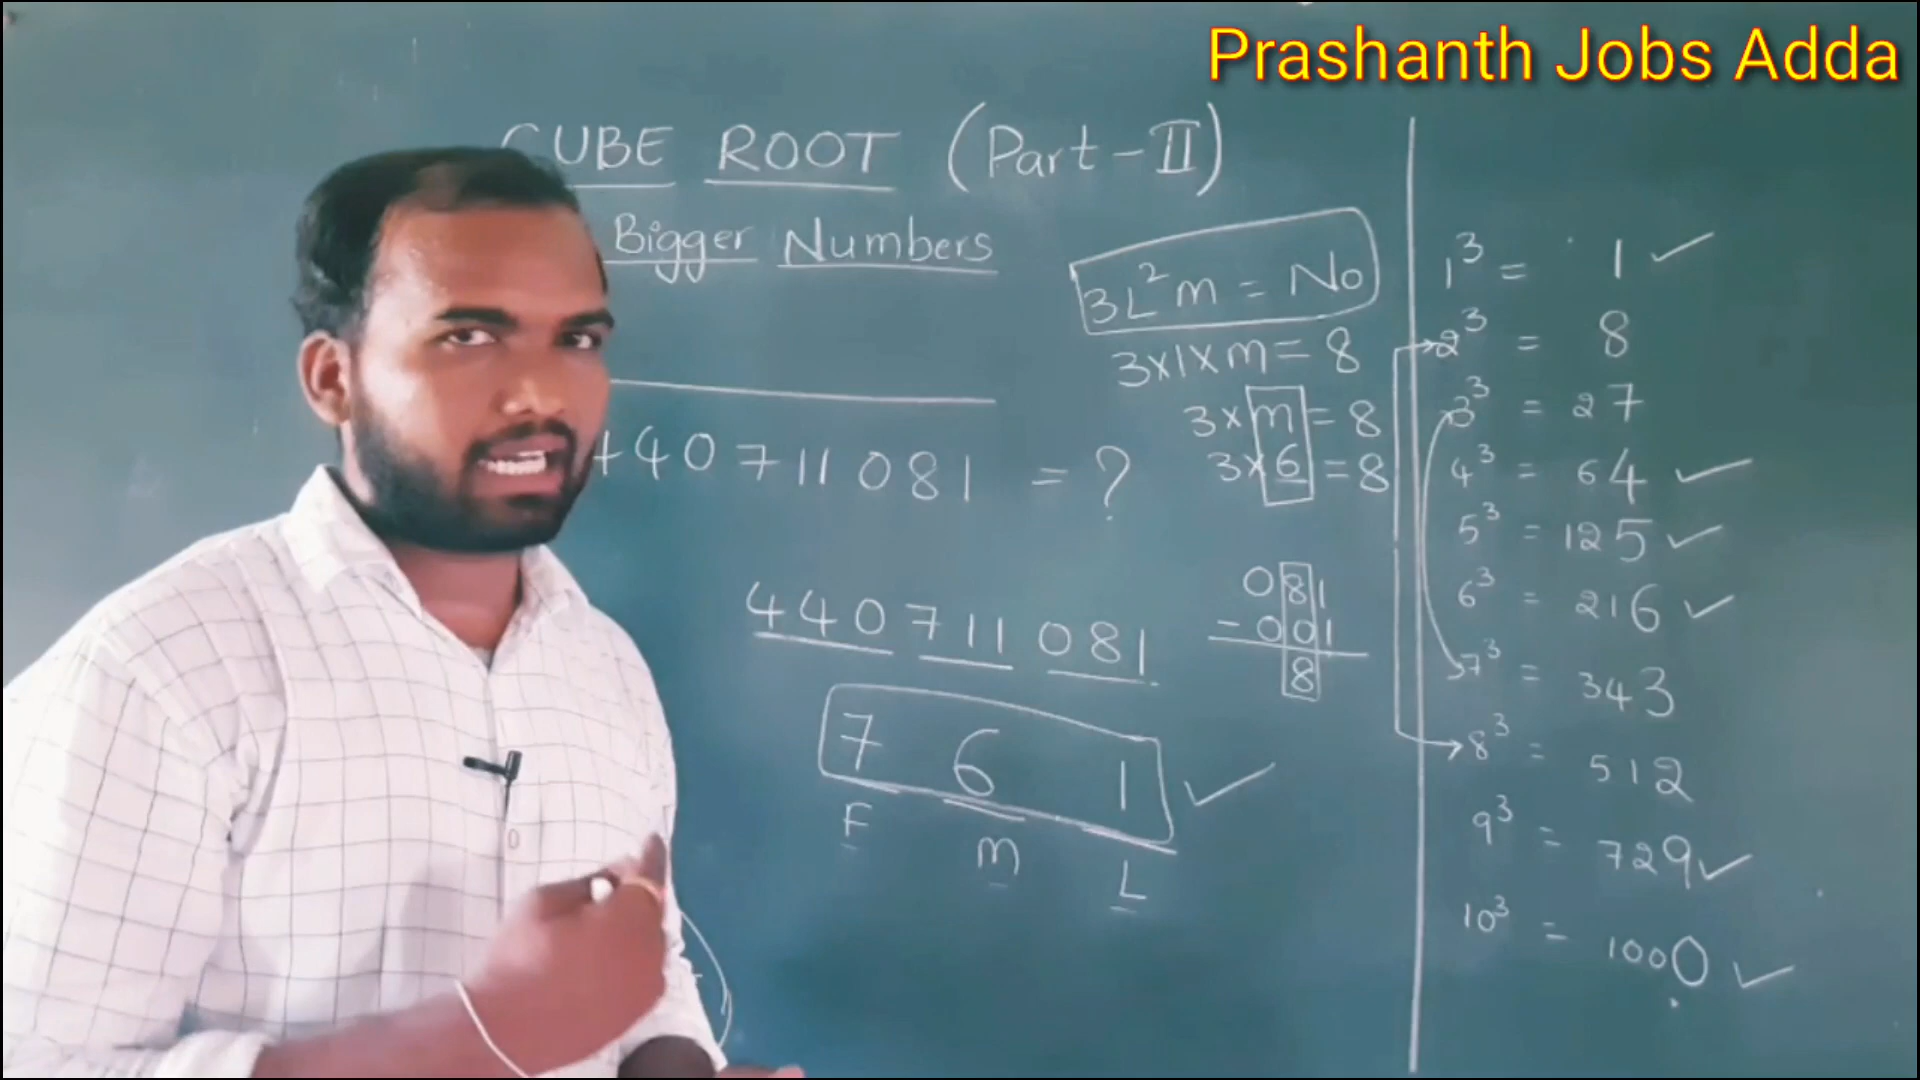 Prashanth Jobs Adda
CUBE ROOT (Part-II)
Bigger Numbers
3L²m = No
3×1×m = 8
3×m = 8
3×6 = 8
440711081 = ?
440 711 081
081
-001
8
7 6 1
F m L
1³ = 1
2³ = 8
3³ = 27
4³ = 64
5³ = 125
6³ = 216
7³ = 343
8³ = 512
9³ = 729
10³ = 1000